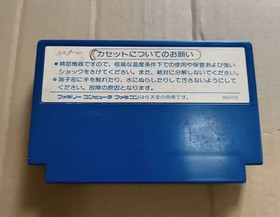 カセットについてのお願い
●精密機器ですので、極端な温度条件下での使用や保管および強い
ショックをさけてください。また、絶対に分解しないでください。
●端子部に手を触れたり、水にぬらしたりして汚さないようにして
ください。故障の原因となります。
ファミリー コンピュータ・ファミコンは任天堂の商標です。